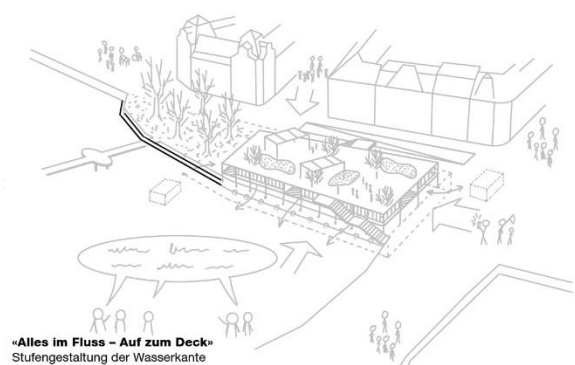 «Alles im Fluss – Auf zum Deck»
Stufengestaltung der Wasserkante